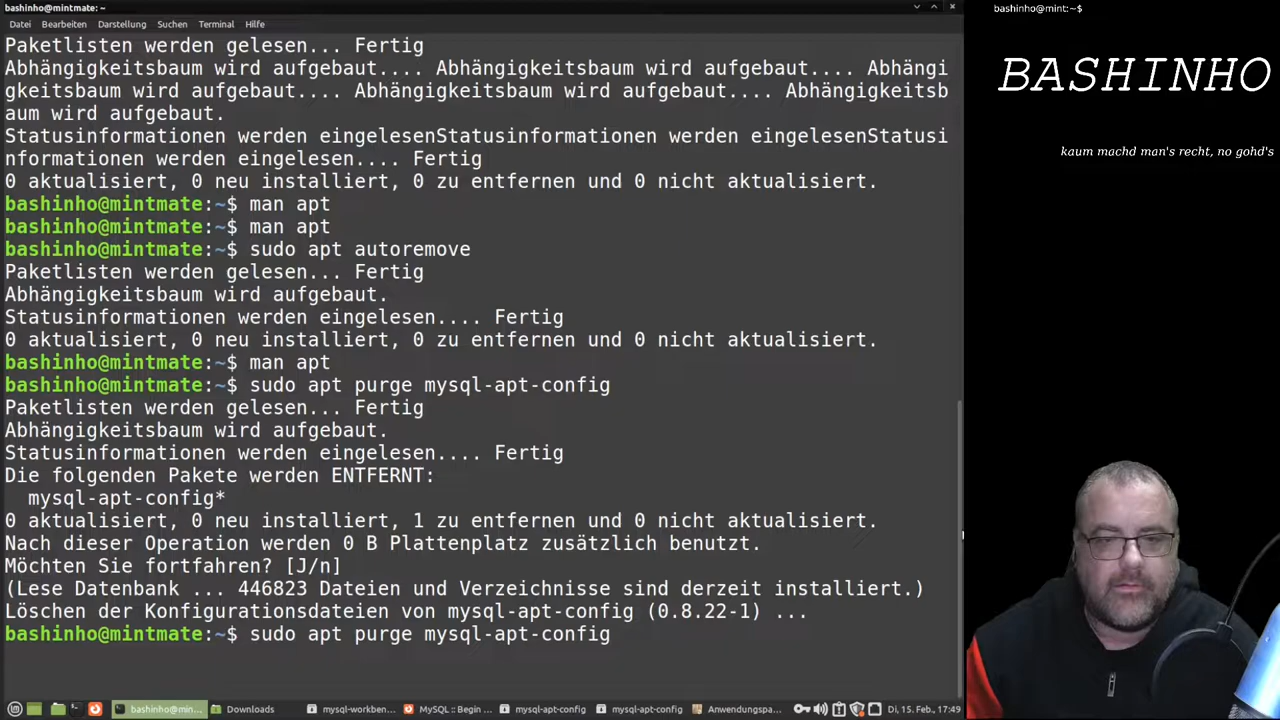 bashinho@mintmate: ~
Datei Bearbeiten Darstellung Suchen Terminal Hilfe
Paketlisten werden gelesen... Fertig
Abhängigkeitsbaum wird aufgebaut.... Abhängigkeitsbaum wird aufgebaut.... Abhängi
gkeitsbaum wird aufgebaut.... Abhängigkeitsbaum wird aufgebaut.... Abhängigkeitsb
aum wird aufgebaut.
Statusinformationen werden eingelesenStatusinformationen werden eingelesenStatusi
nformationen werden eingelesen.... Fertig
0 aktualisiert, 0 neu installiert, 0 zu entfernen und 0 nicht aktualisiert.
bashinho@mintmate:~$ man apt
bashinho@mintmate:~$ man apt
bashinho@mintmate:~$ sudo apt autoremove
Paketlisten werden gelesen... Fertig
Abhängigkeitsbaum wird aufgebaut.
Statusinformationen werden eingelesen.... Fertig
0 aktualisiert, 0 neu installiert, 0 zu entfernen und 0 nicht aktualisiert.
bashinho@mintmate:~$ man apt
bashinho@mintmate:~$ sudo apt purge mysql-apt-config
Paketlisten werden gelesen... Fertig
Abhängigkeitsbaum wird aufgebaut.
Statusinformationen werden eingelesen.... Fertig
Die folgenden Pakete werden ENTFERNT:
mysql-apt-config*
0 aktualisiert, 0 neu installiert, 1 zu entfernen und 0 nicht aktualisiert.
Nach dieser Operation werden 0 B Plattenplatz zusätzlich benutzt.
Möchten Sie fortfahren? [J/n]
(Lese Datenbank ... 446823 Dateien und Verzeichnisse sind derzeit installiert.)
Löschen der Konfigurationsdateien von mysql-apt-config (0.8.22-1) ...
bashinho@mintmate:~$ sudo apt purge mysql-apt-config
bashinho@min... Downloads mysql-workben... MySQL :: Begin ... mysql-apt-config mysql-apt-config Anwendungspa... Di, 15. Feb., 17:49
bashinho@mint:~$
BASHINHO
kaum machd man's recht, no gohd's